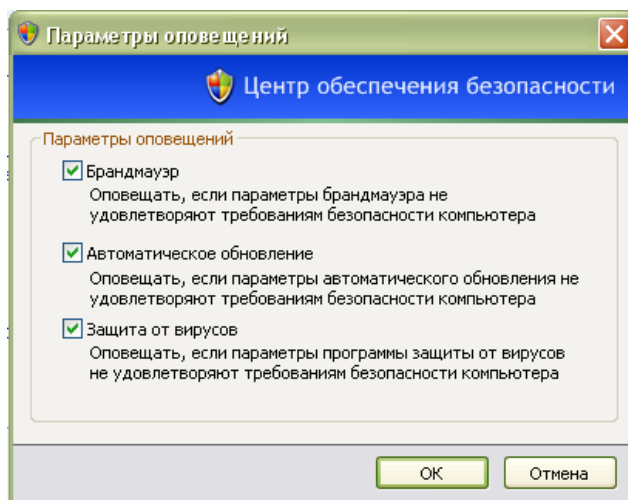 Параметры оповещений
Центр обеспечения безопасности
Параметры оповещений
Брандмауэр
Оповещать, если параметры брандмауэра не
удовлетворяют требованиям безопасности компьютера
Автоматическое обновление
Оповещать, если параметры автоматического обновления не
удовлетворяют требованиям безопасности компьютера
Защита от вирусов
Оповещать, если параметры программы защиты от вирусов
не удовлетворяют требованиям безопасности компьютера
ОК
Отмена